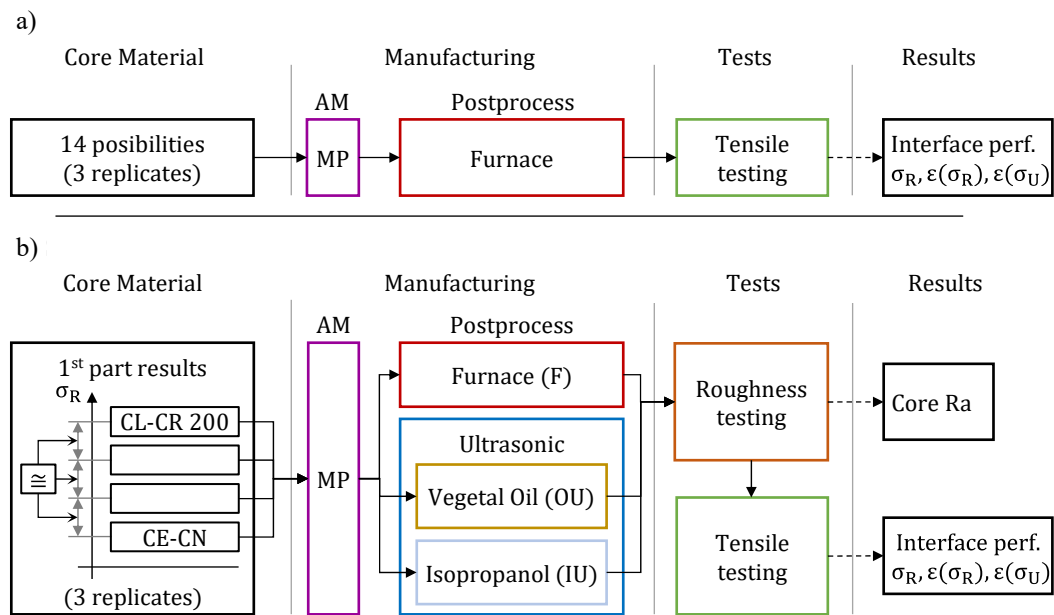 a)
Core Material
Manufacturing
Tests
Results
AM
Postprocess
14 posibilities
(3 replicates)
MP
Furnace
Tensile
testing
Interface perf.
σR, ε(σR), ε(σU)
b)
Core Material
Manufacturing
Tests
Results
AM
Postprocess
1st part results
σR
CL-CR 200
≅
CE-CN
(3 replicates)
MP
Furnace (F)
Ultrasonic
Vegetal Oil (OU)
Isopropanol (IU)
Roughness
testing
Core Ra
Tensile
testing
Interface perf.
σR, ε(σR), ε(σU)